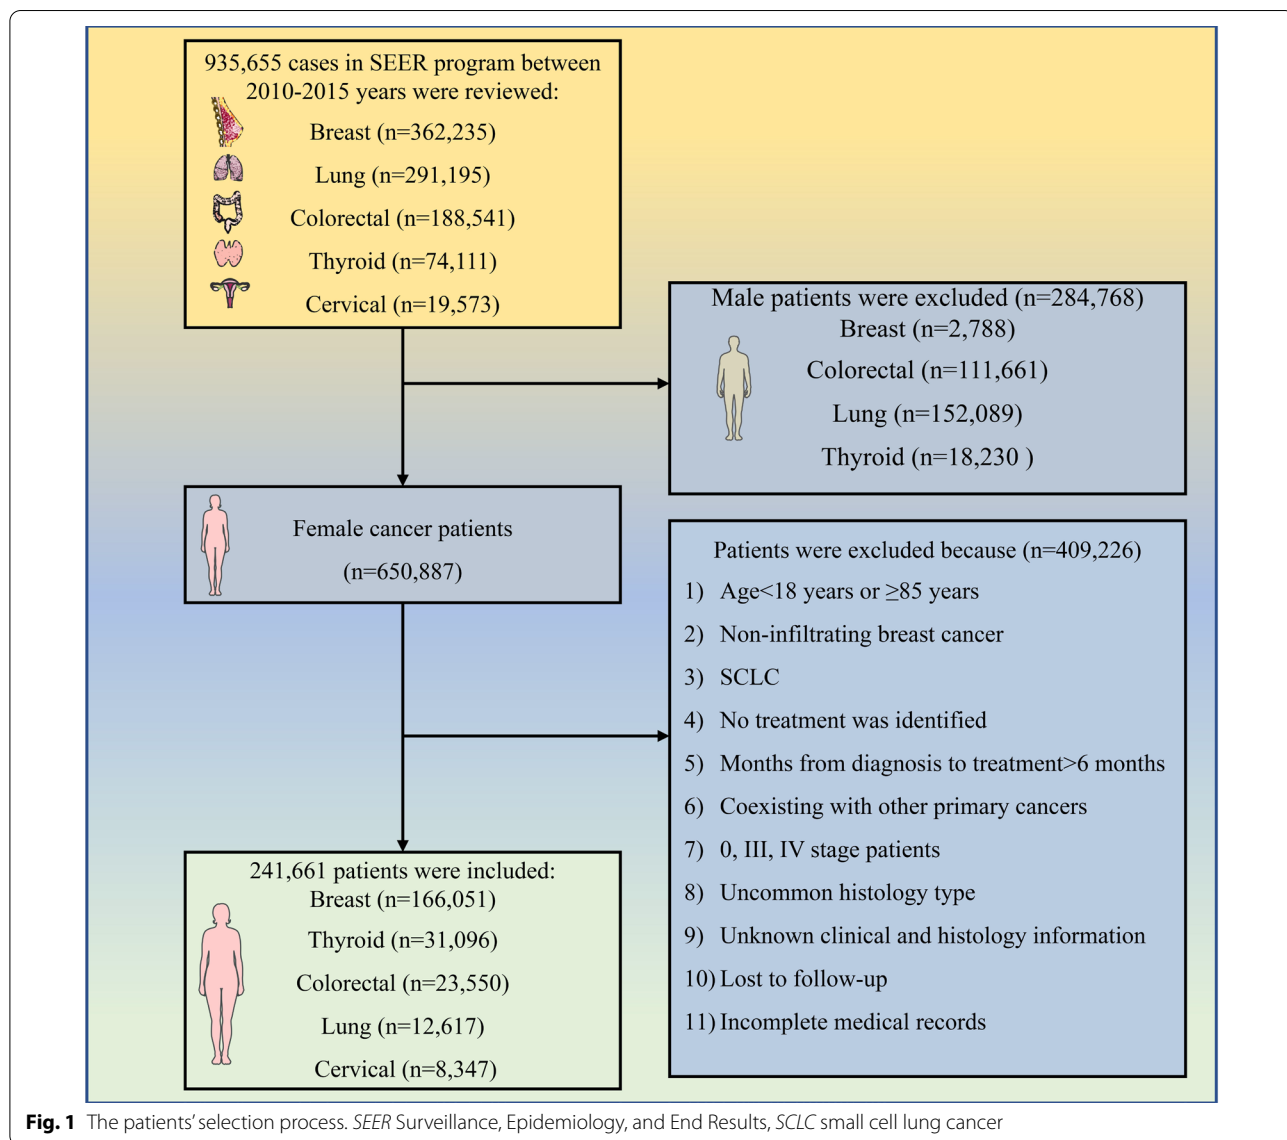 935,655 cases in SEER program between
2010-2015 years were reviewed:
Breast (n=362,235)
Lung (n=291,195)
Colorectal (n=188,541)
Thyroid (n=74,111)
Cervical (n=19,573)
Male patients were excluded (n=284,768)
Breast (n=2,788)
Colorectal (n=111,661)
Lung (n=152,089)
Thyroid (n=18,230 )
Female cancer patients
(n=650,887)
Patients were excluded because (n=409,226)
1) Age<18 years or ≥85 years
2) Non-infiltrating breast cancer
3) SCLC
4) No treatment was identified
5) Months from diagnosis to treatment>6 months
6) Coexisting with other primary cancers
7) 0, III, IV stage patients
8) Uncommon histology type
9) Unknown clinical and histology information
10) Lost to follow-up
11) Incomplete medical records
241,661 patients were included:
Breast (n=166,051)
Thyroid (n=31,096)
Colorectal (n=23,550)
Lung (n=12,617)
Cervical (n=8,347)
Fig. 1 The patients' selection process. SEER Surveillance, Epidemiology, and End Results, SCLC small cell lung cancer